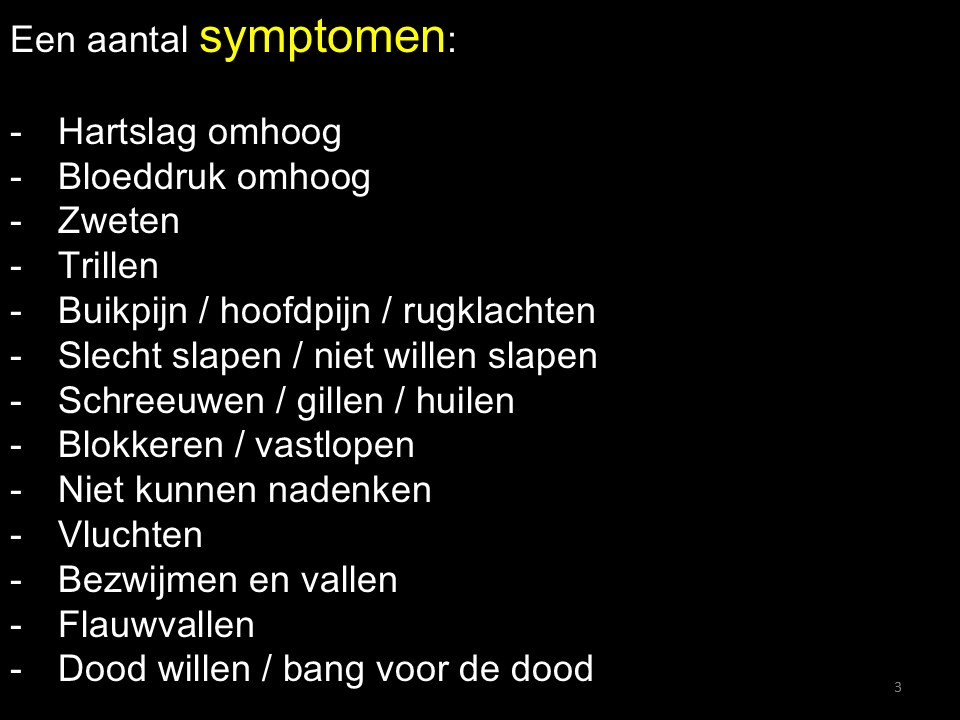 Een aantal symptomen:
- Hartslag omhoog
- Bloeddruk omhoog
- Zweten
- Trillen
- Buikpijn / hoofdpijn / rugklachten
- Slecht slapen / niet willen slapen
- Schreeuwen / gillen / huilen
- Blokkeren / vastlopen
- Niet kunnen nadenken
- Vluchten
- Bezwijmen en vallen
- Flauwvallen
- Dood willen / bang voor de dood
3